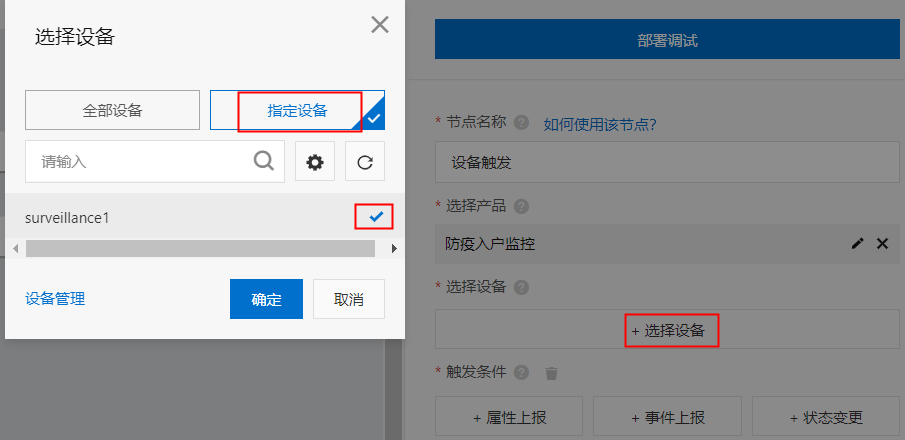 选择设备
全部设备
指定设备
请输入
surveillance1
设备管理
确定
取消
部署调试
* 节点名称 ? 如何使用该节点?
设备触发
* 选择产品 ?
防疫入户监控
* 选择设备 ?
+ 选择设备
* 触发条件 ?
+ 属性上报
+ 事件上报
+ 状态变更